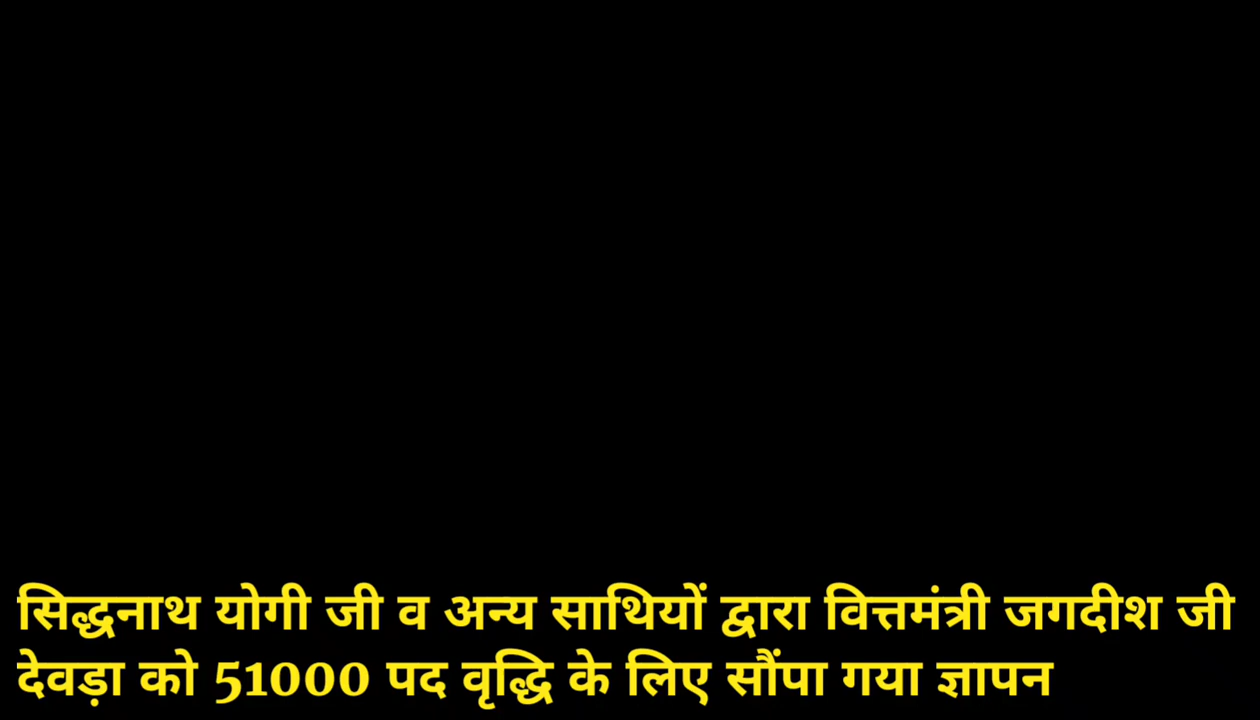 सिद्धनाथ योगी जी व अन्य साथियों द्वारा वित्तमंत्री जगदीश जी
देवड़ा को 51000 पद वृद्धि के लिए सौंपा गया ज्ञापन